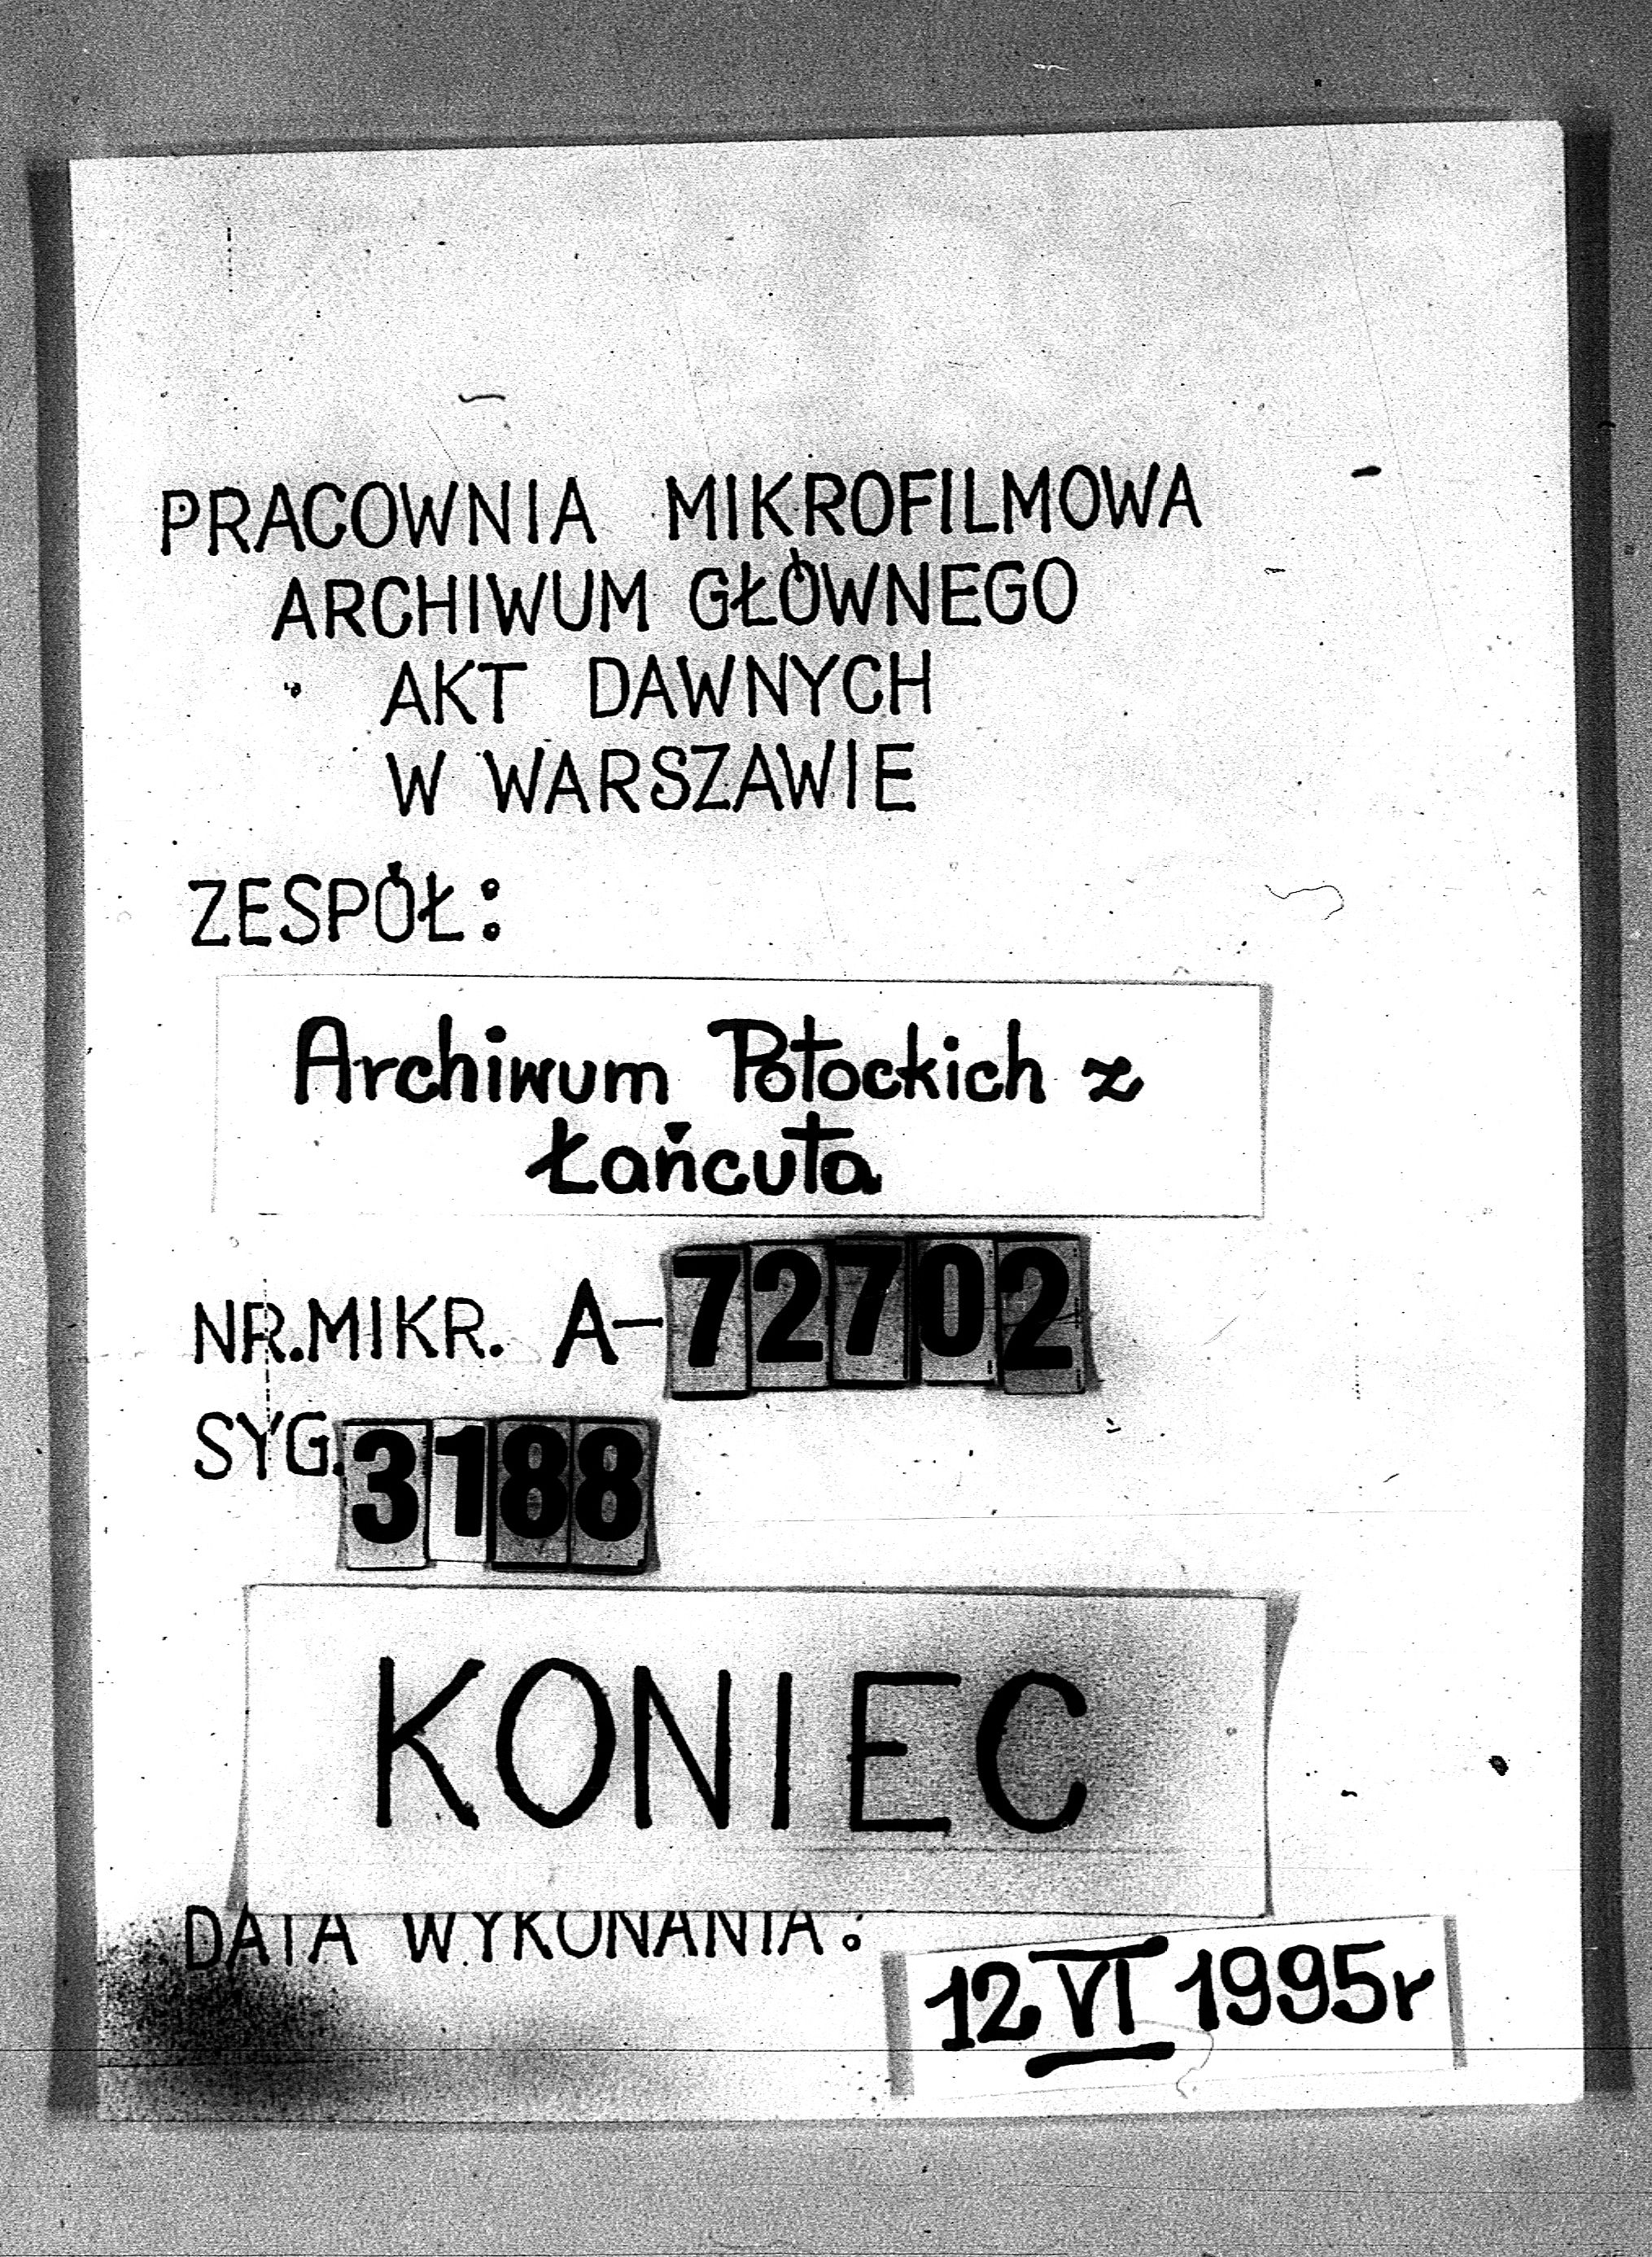 PRACOWNIA MIKROFILMOWA
ARCHIWUM GŁÓWNEGO
AKT DAWNYCH
W WARSZAWIE
ZESPÓŁ:
Archiwum Potockich z
Łańcuta
NR.MIKR. A-72702
SYG. 3188
KONIEC
DATA WYKONANIA:
12 VI 1995r